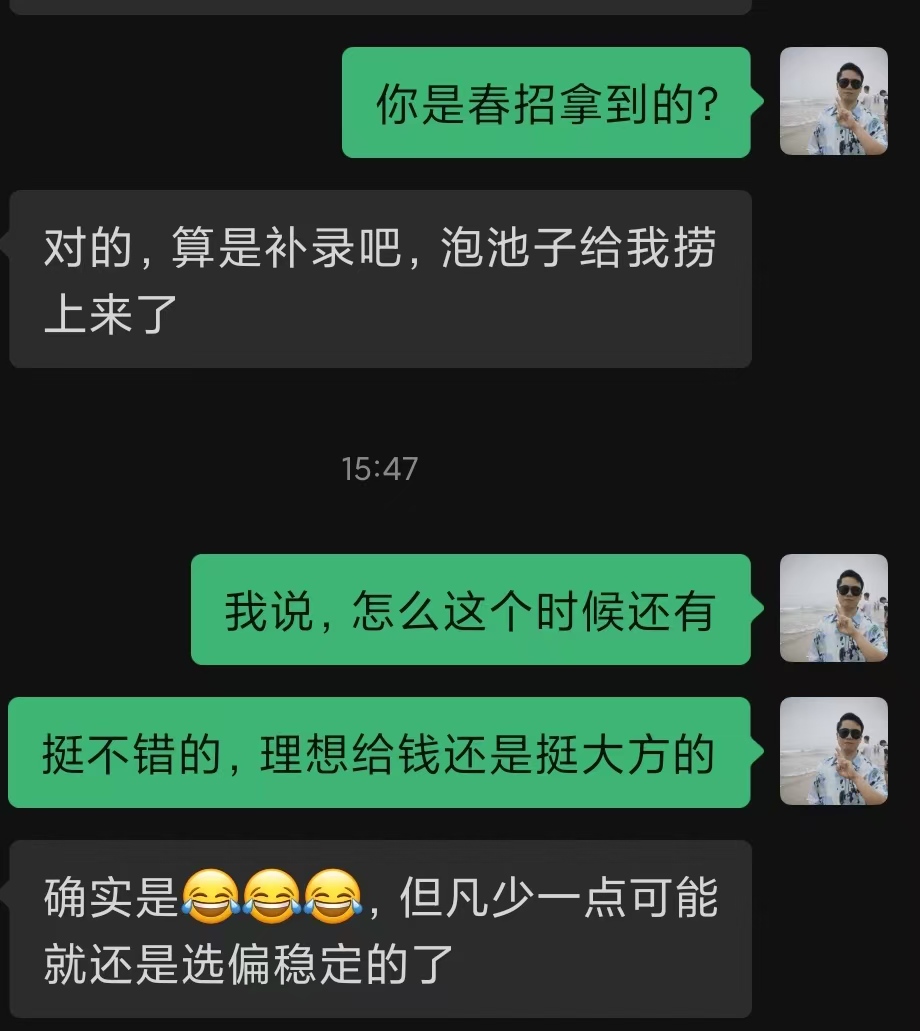 你是春招拿到的?
对的，算是补录吧，泡池子给我捞
上来了
15:47
我说，怎么这个时候还有
挺不错的，理想给钱还是挺大方的
确实是😂😂😂，但凡少一点可能
就还是选偏稳定的了